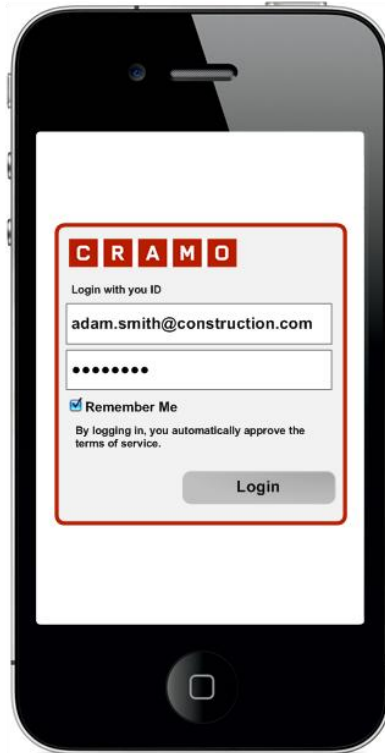 CRAMO
Login with you ID
adam.smith@construction.com
••••••••
Remember Me
By logging in, you automatically approve the
terms of service.
Login